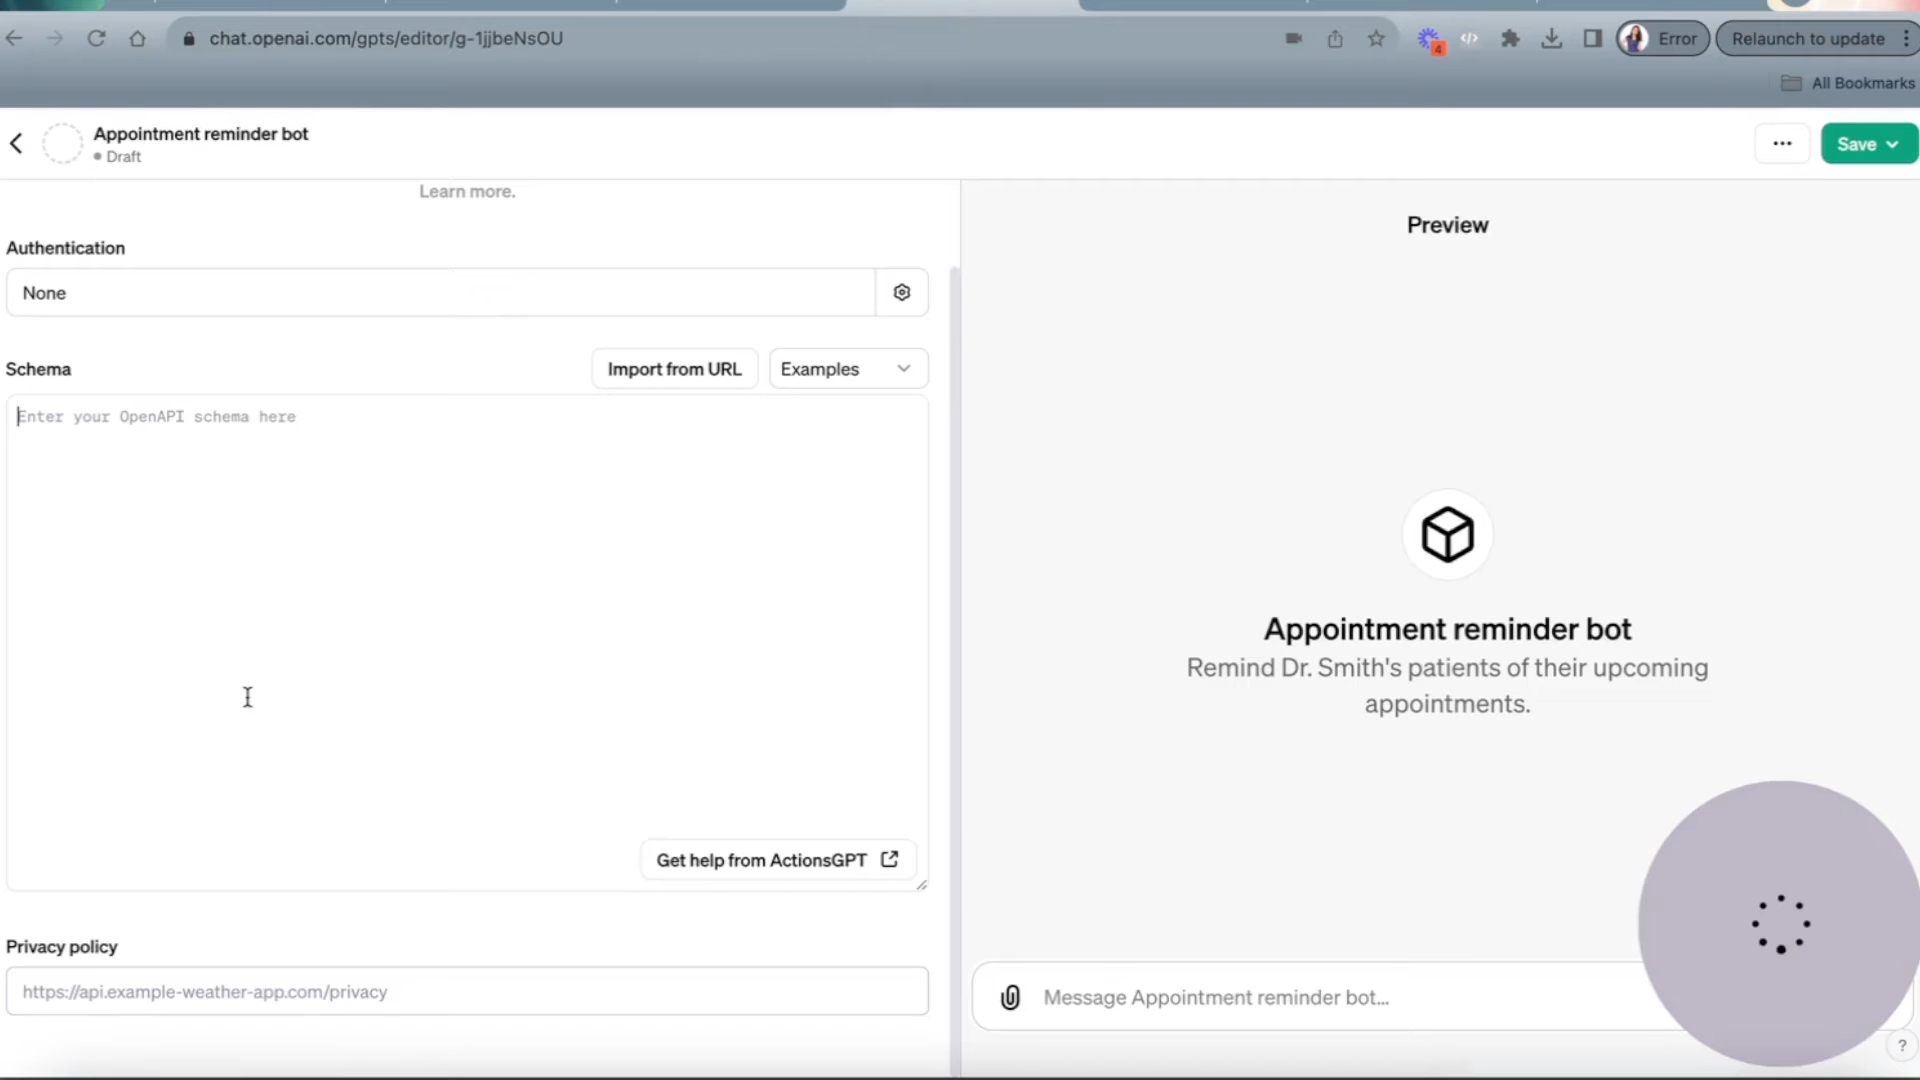 chat.openai.com/gpts/editor/g-1jjbeNsOU
4
Error
Relaunch to update
All Bookmarks
Appointment reminder bot
Draft
Save
Learn more.
Preview
Authentication
None
Schema
Import from URL
Examples
Enter your OpenAPI schema here
Appointment reminder bot
Remind Dr. Smith's patients of their upcoming
appointments.
Get help from ActionsGPT
Privacy policy
https://api.example-weather-app.com/privacy
Message Appointment reminder bot...
?